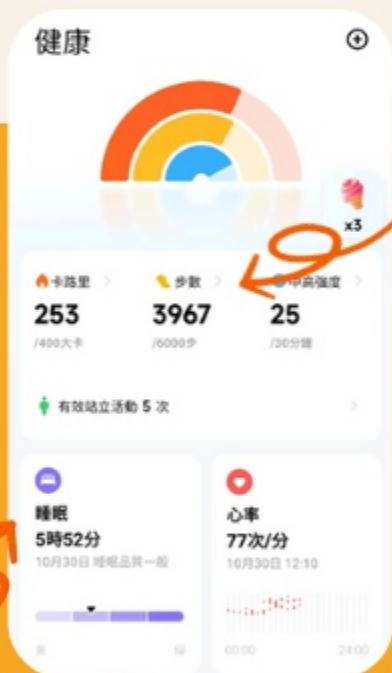 健康
x3
卡路里
步數
中高強度
253
3967
25
/400大卡
/6000步
/30分鐘
有效站立活動 5 次
睡眠
5時52分
10月30日 睡眠品質一般
差
優
心率
77次/分
10月30日 12:10
00:00
24:00